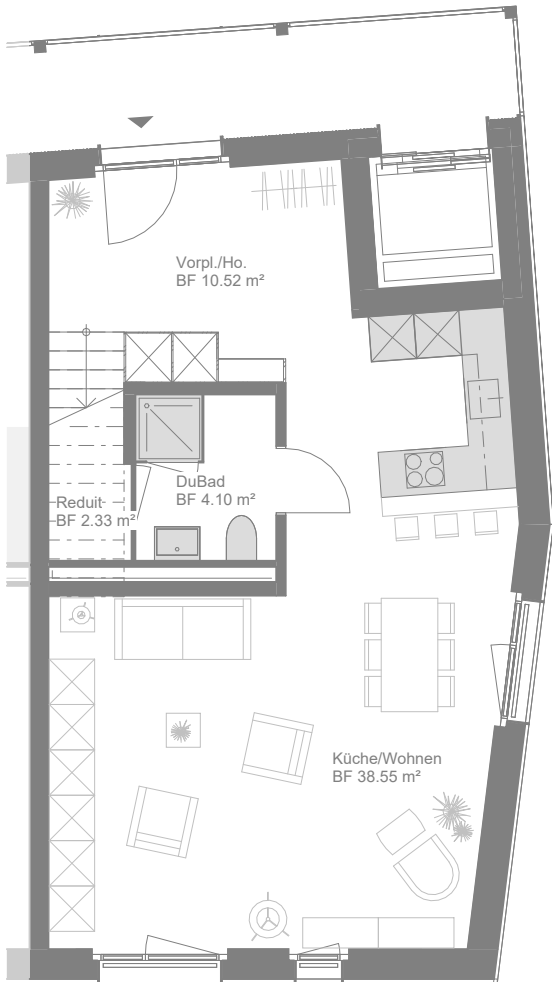 Vorpl./Ho.
BF 10.52 m²
DuBad
BF 4.10 m²
Reduit
BF 2.33 m²
Küche/Wohnen
BF 38.55 m²